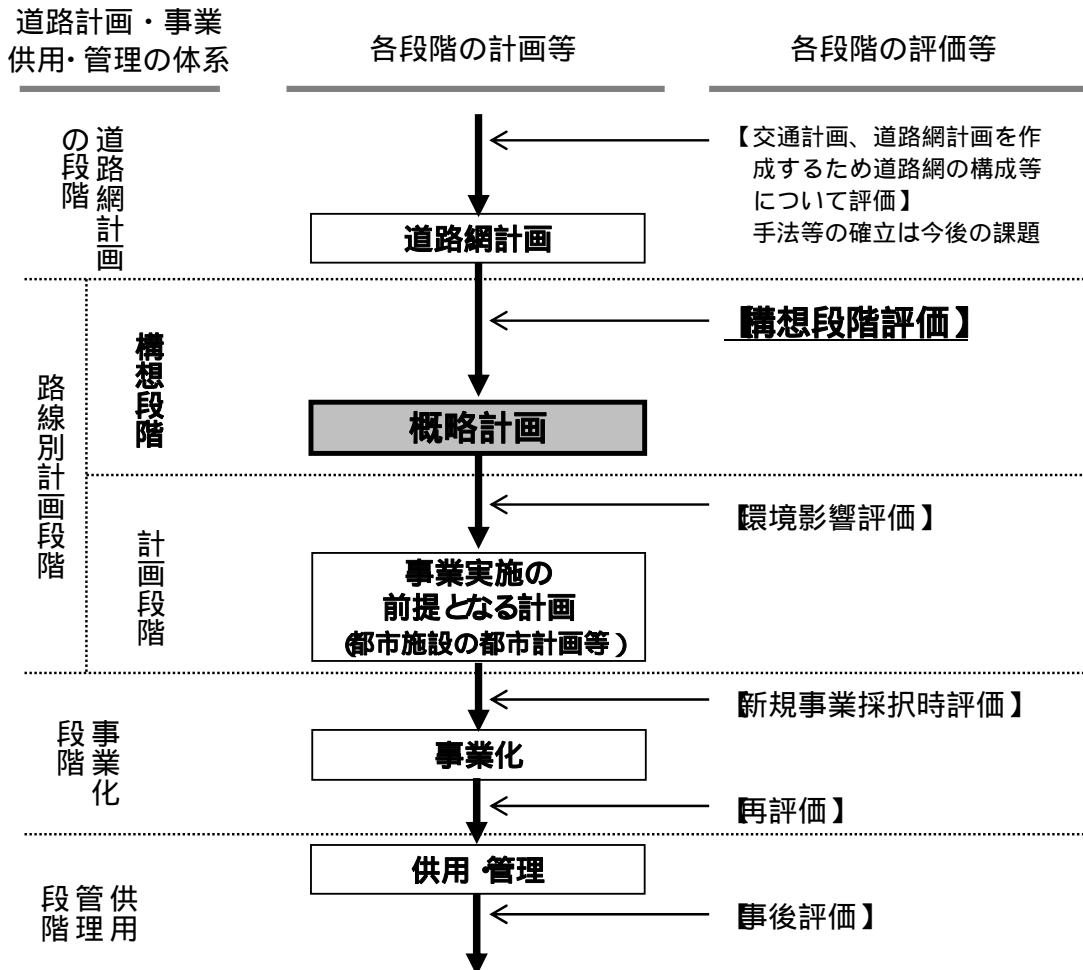 道路計画・事業
供用・管理の体系
各段階の計画等
各段階の評価等
道路網計画
の段階
【交通計画、道路網計画を作
成するため道路網の構成等
について評価】
手法等の確立は今後の課題
道路網計画
路線別計画段階
構想段階
【構想段階評価】
概略計画
計画段階
【環境影響評価】
事業実施の
前提となる計画
(都市施設の都市計画等)
事業化
段階
【新規事業採択時評価】
事業化
【再評価】
供用・管理
供用
管理
段階
【事後評価】